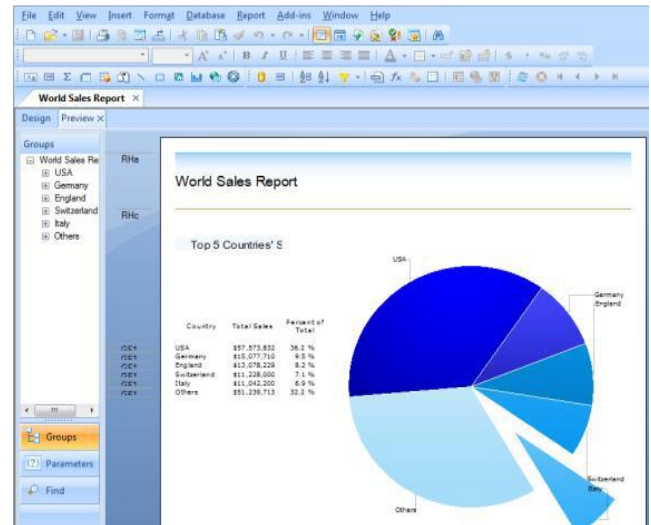 File Edit View Insert Format Database Report Add-ins Window Help
World Sales Report ×
Design Preview ×
Groups
World Sales Re
USA
Germany
England
Switzerland
Italy
Others
Groups
Parameters
Find
RHa
RHc
World Sales Report
Top 5 Countries' S
Country Total Sales Percent of Total
USA $57,573,832 36.2 %
Germany $15,077,710 9.5 %
England $13,078,229 8.2 %
Switzerland $11,228,000 7.1 %
Italy $11,042,200 6.9 %
Others $51,239,713 32.2 %
USA
Germany
England
Switzerland
Italy
Others